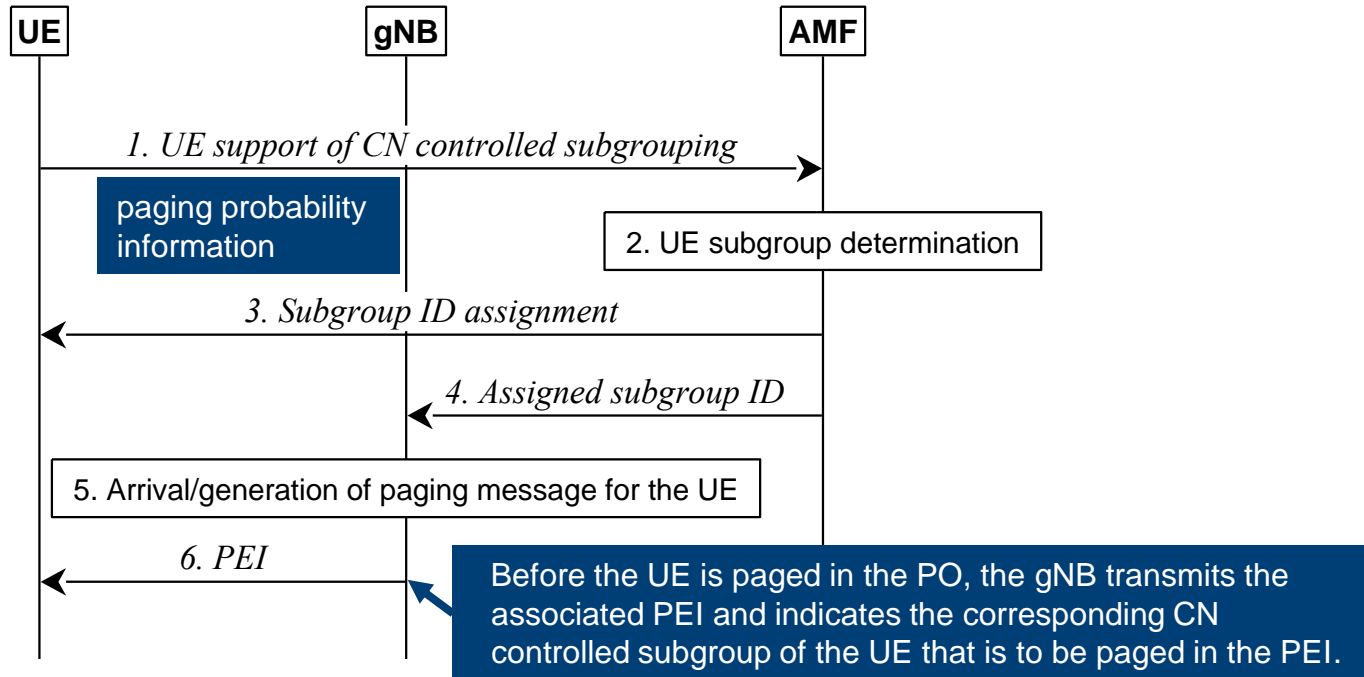 UE
gNB
AMF
1. UE support of CN controlled subgrouping
paging probability
information
2. UE subgroup determination
3. Subgroup ID assignment
4. Assigned subgroup ID
5. Arrival/generation of paging message for the UE
6. PEI
Before the UE is paged in the PO, the gNB transmits the
associated PEI and indicates the corresponding CN
controlled subgroup of the UE that is to be paged in the PEI.